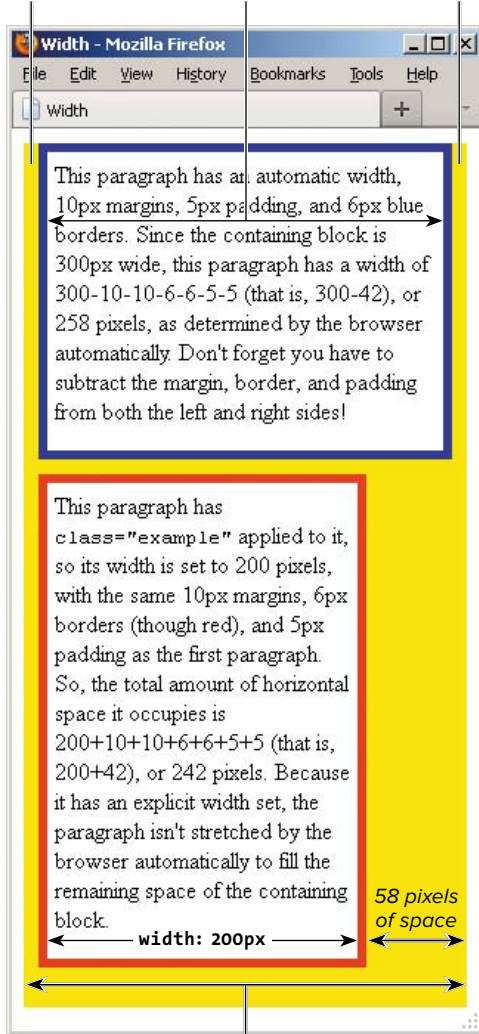 Width - Mozilla Firefox
File Edit View History Bookmarks Tools Help
Width
This paragraph has an automatic width,
10px margins, 5px padding, and 6px blue
borders. Since the containing block is
300px wide, this paragraph has a width of
300-10-10-6-6-5-5 (that is, 300-42), or
258 pixels, as determined by the browser
automatically. Don't forget you have to
subtract the margin, border, and padding
from both the left and right sides!
This paragraph has
class="example" applied to it,
so its width is set to 200 pixels,
with the same 10px margins, 6px
borders (though red), and 5px
padding as the first paragraph.
So, the total amount of horizontal
space it occupies is
200+10+10+6+6+5+5 (that is,
200+42), or 242 pixels. Because
it has an explicit width set, the
paragraph isn't stretched by the
browser automatically to fill the
remaining space of the containing
block.
58 pixels
of space
width: 200px